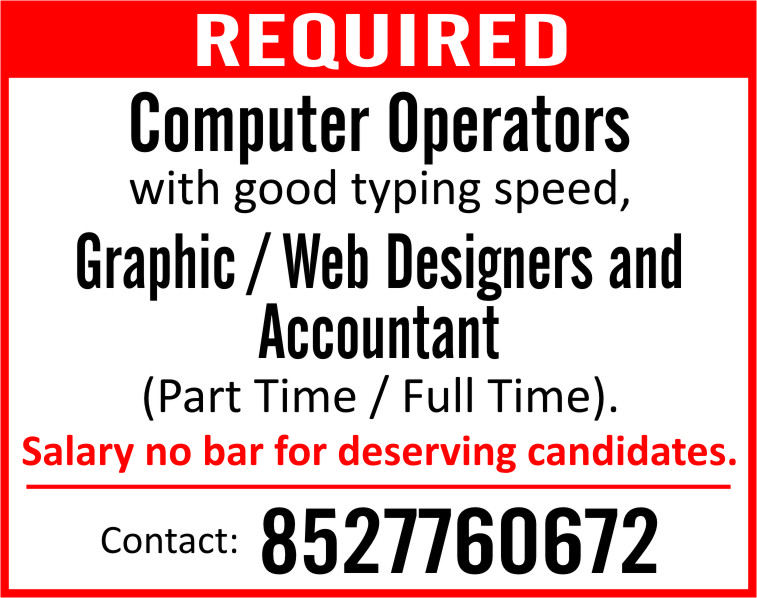 REQUIRED
Computer Operators
with good typing speed,
Graphic / Web Designers and
Accountant
(Part Time / Full Time).
Salary no bar for deserving candidates.
Contact: 8527760672